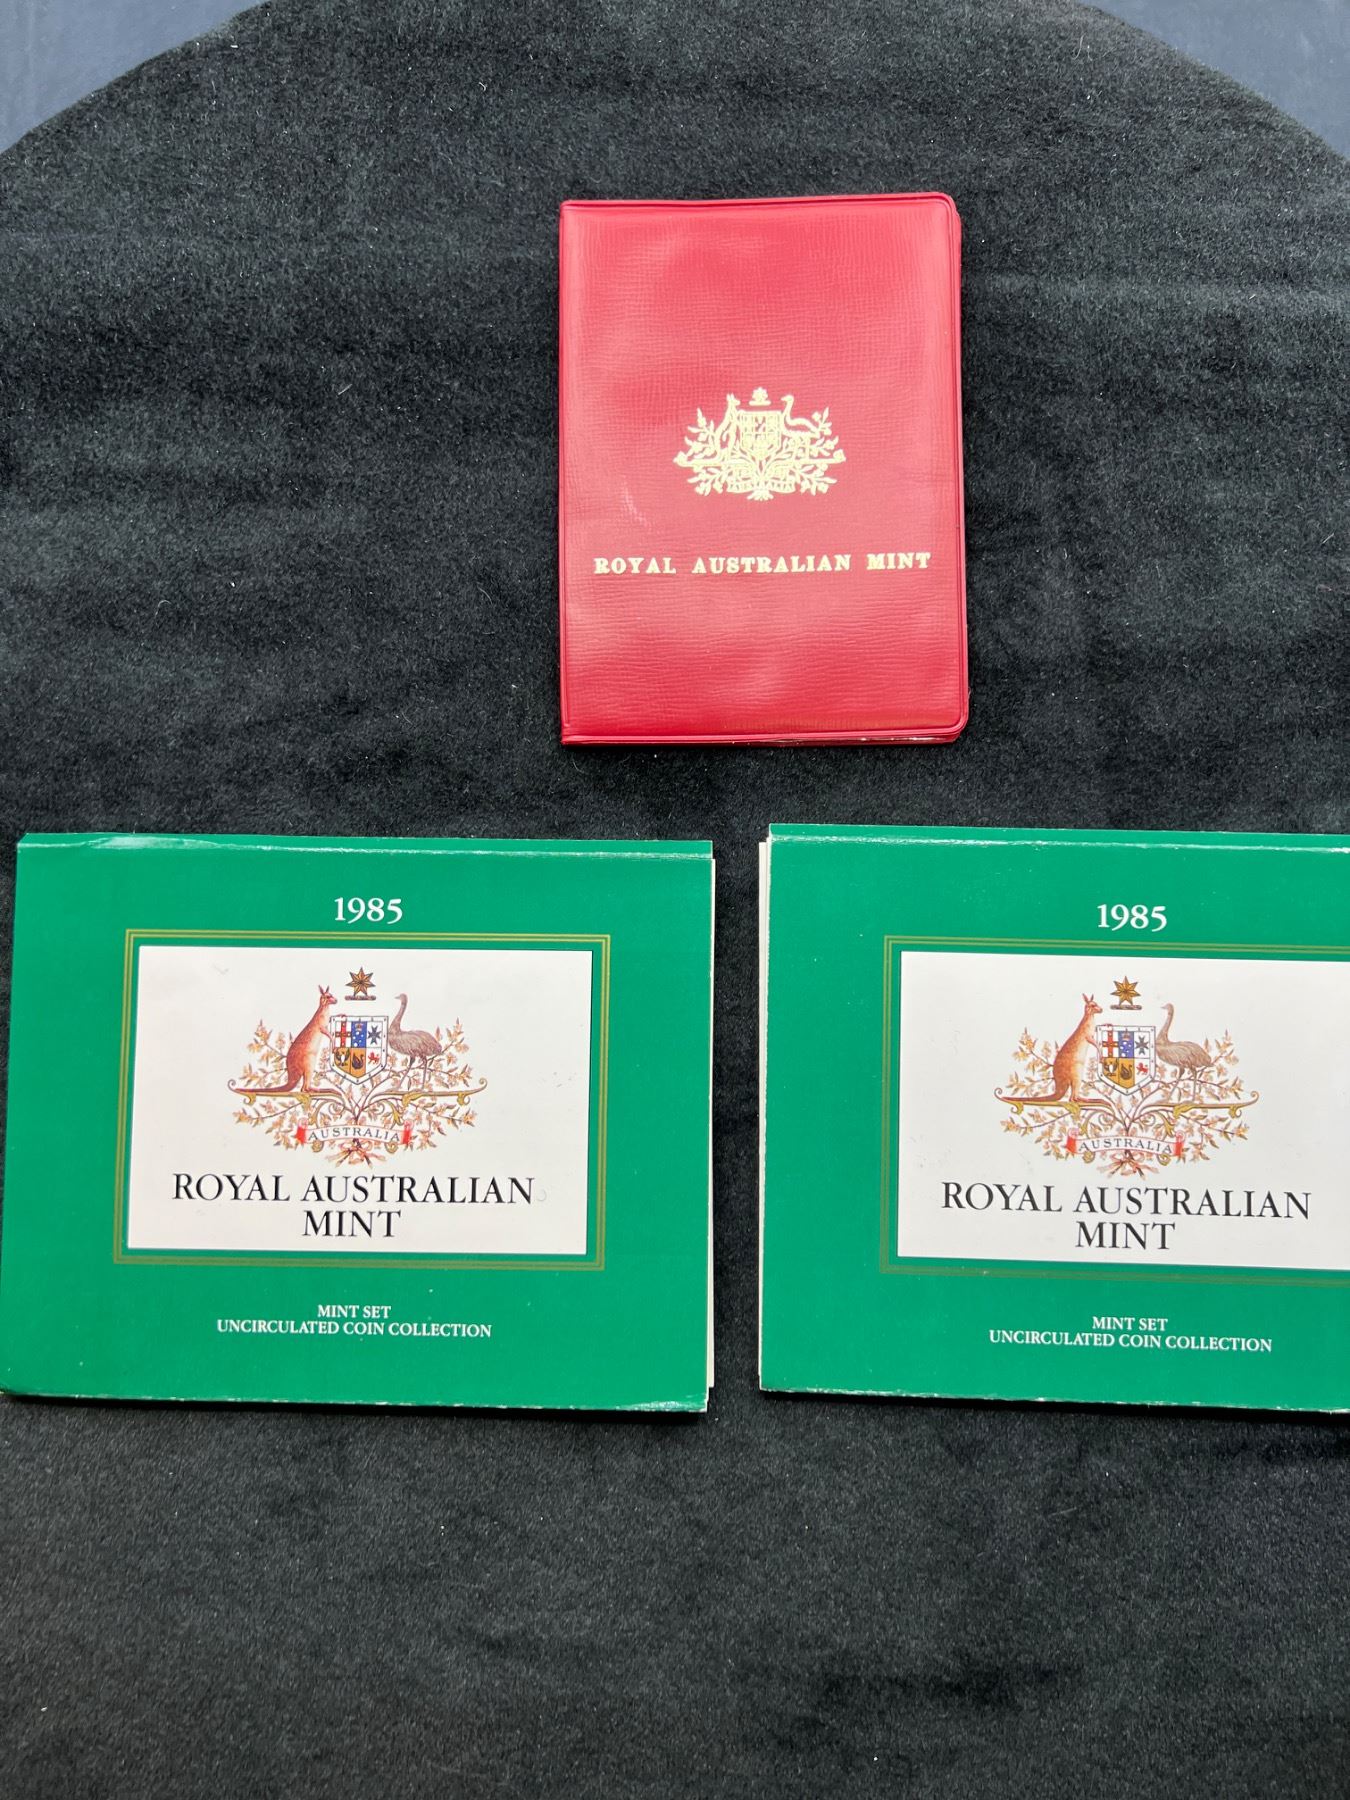 AUSTRALIA
ROYAL AUSTRALIAN MINT
1985
AUSTRALIA
ROYAL AUSTRALIAN
MINT
MINT SET
UNCIRCULATED COIN COLLECTION
1985
AUSTRALIA
ROYAL AUSTRALIAN
MINT
MINT SET
UNCIRCULATED COIN COLLECTION